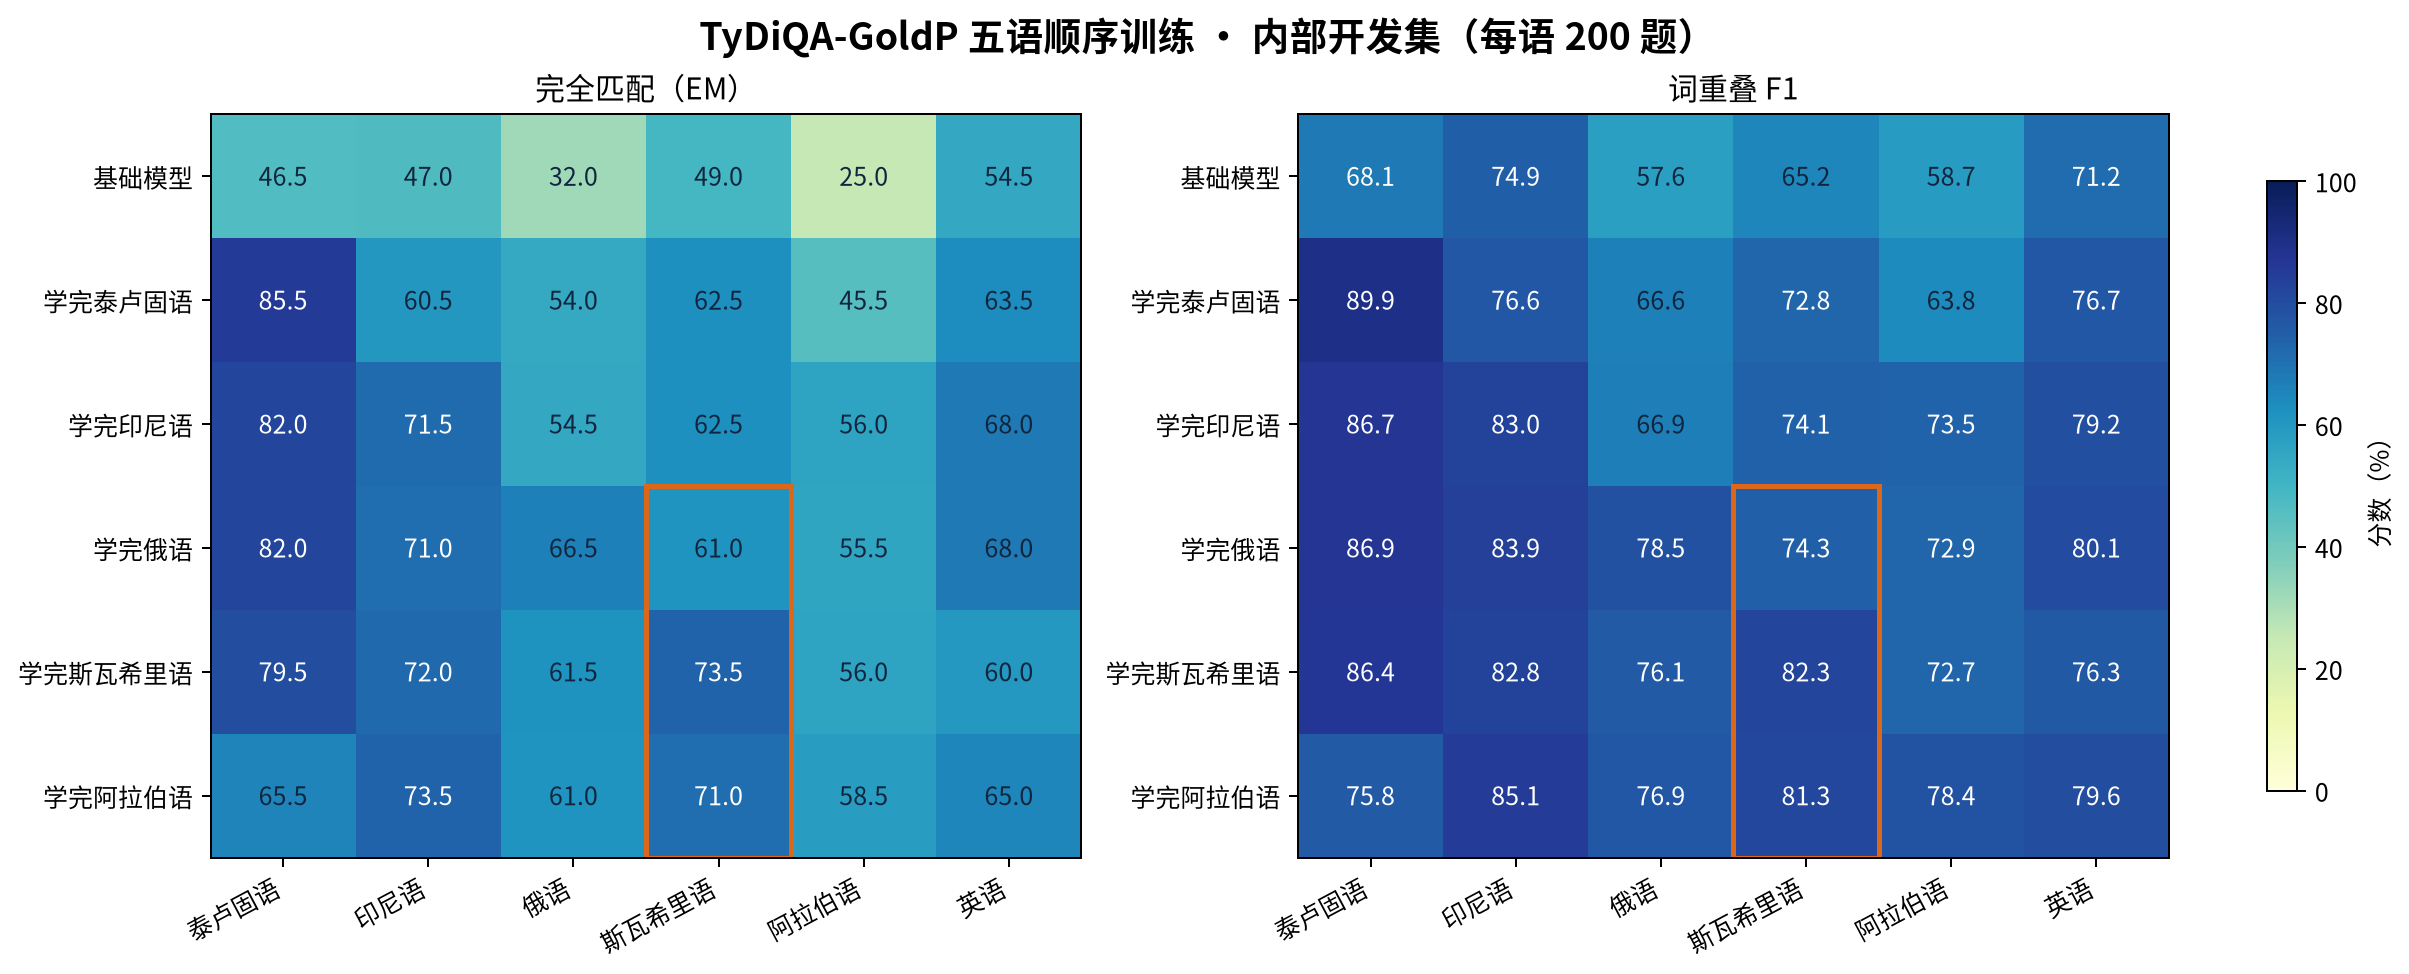 TyDiQA-GoldP 五语顺序训练 · 内部开发集（每语 200 题）
完全匹配（EM）
基础模型 46.5 47.0 32.0 49.0 25.0 54.5
学完泰卢固语 85.5 60.5 54.0 62.5 45.5 63.5
学完印尼语 82.0 71.5 54.5 62.5 56.0 68.0
学完俄语 82.0 71.0 66.5 61.0 55.5 68.0
学完斯瓦希里语 79.5 72.0 61.5 73.5 56.0 60.0
学完阿拉伯语 65.5 73.5 61.0 71.0 58.5 65.0
泰卢固语 印尼语 俄语 斯瓦希里语 阿拉伯语 英语
词重叠 F1
基础模型 68.1 74.9 57.6 65.2 58.7 71.2
学完泰卢固语 89.9 76.6 66.6 72.8 63.8 76.7
学完印尼语 86.7 83.0 66.9 74.1 73.5 79.2
学完俄语 86.9 83.9 78.5 74.3 72.9 80.1
学完斯瓦希里语 86.4 82.8 76.1 82.3 72.7 76.3
学完阿拉伯语 75.8 85.1 76.9 81.3 78.4 79.6
泰卢固语 印尼语 俄语 斯瓦希里语 阿拉伯语 英语
100
80
60
40
20
0
分数（%）